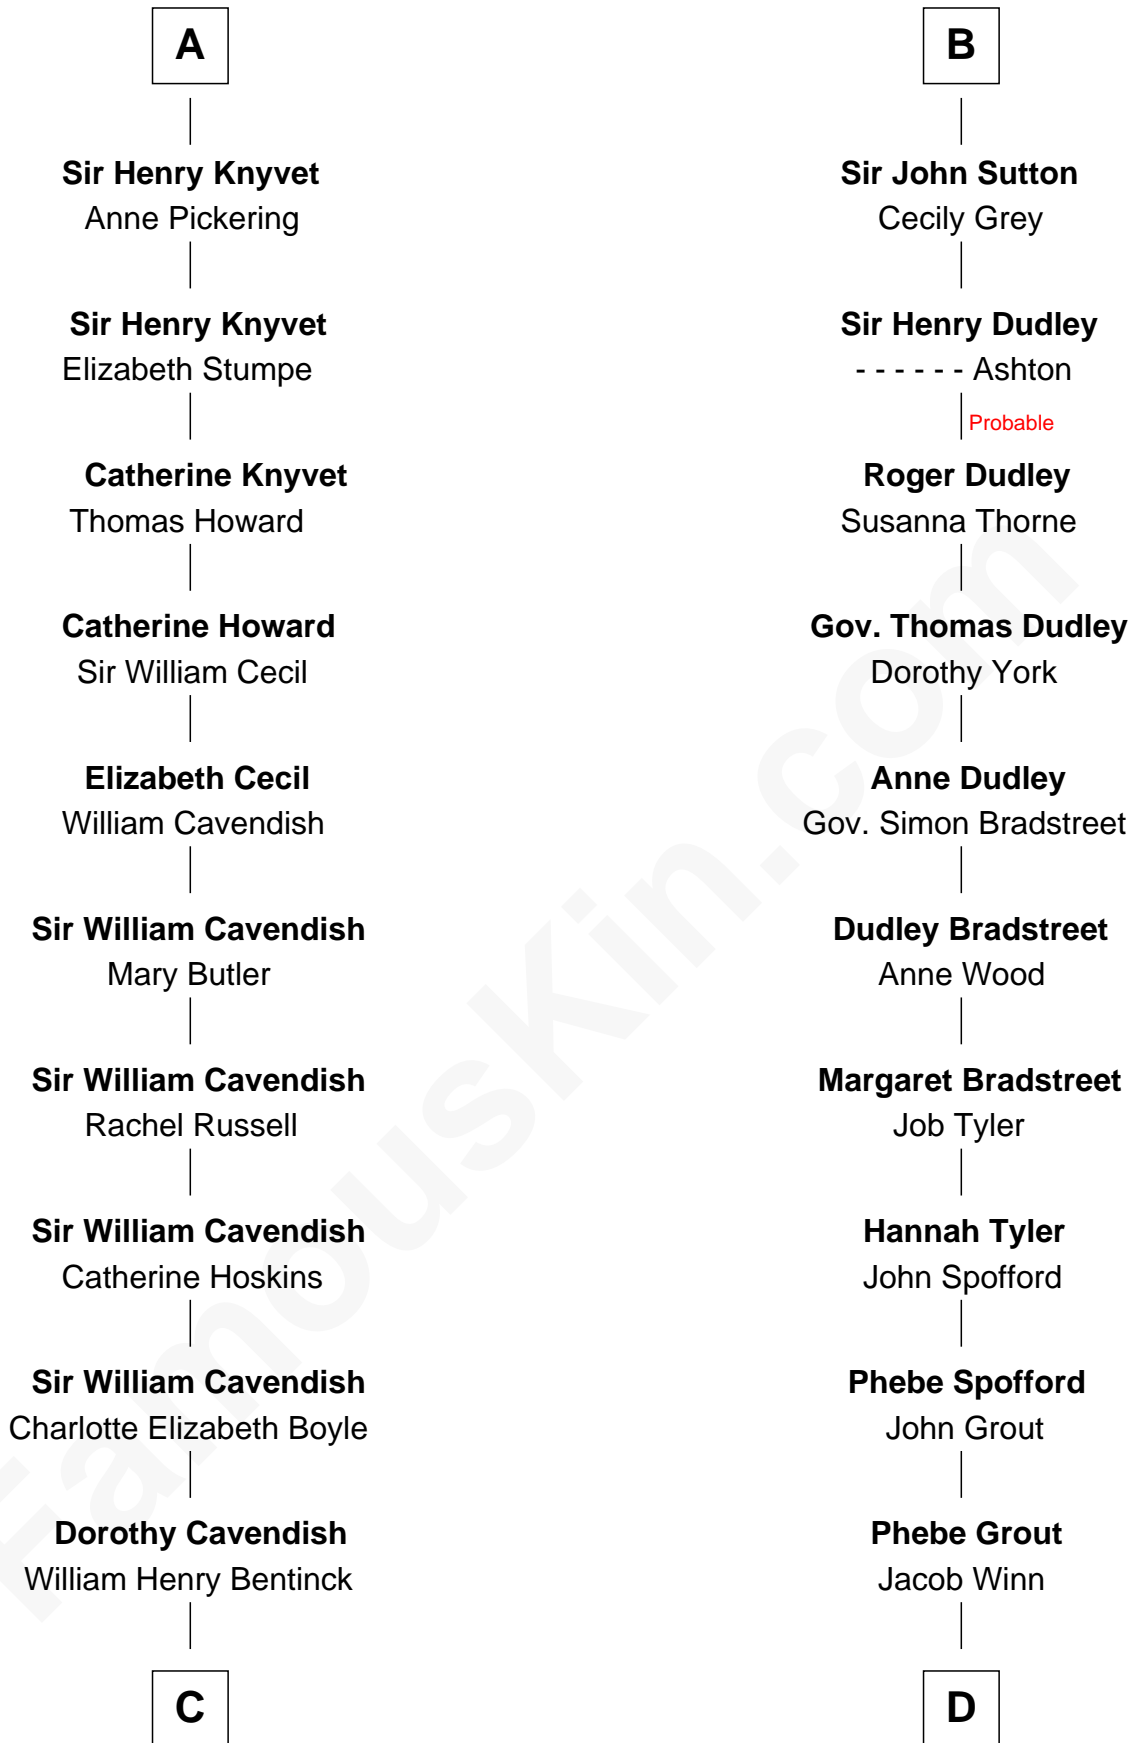 A
Sir Henry Knyvet
Anne Pickering
Sir Henry Knyvet
Elizabeth Stumpe
Catherine Knyvet
Thomas Howard
Catherine Howard
Sir William Cecil
Elizabeth Cecil
William Cavendish
Sir William Cavendish
Mary Butler
Sir William Cavendish
Rachel Russell
Sir William Cavendish
Catherine Hoskins
Sir William Cavendish
Charlotte Elizabeth Boyle
Dorothy Cavendish
William Henry Bentinck
C
B
Sir John Sutton
Cecily Grey
Sir Henry Dudley
- - - - - - Ashton
Probable
Roger Dudley
Susanna Thorne
Gov. Thomas Dudley
Dorothy York
Anne Dudley
Gov. Simon Bradstreet
Dudley Bradstreet
Anne Wood
Margaret Bradstreet
Job Tyler
Hannah Tyler
John Spofford
Phebe Spofford
John Grout
Phebe Grout
Jacob Winn
D
FamousKin.com